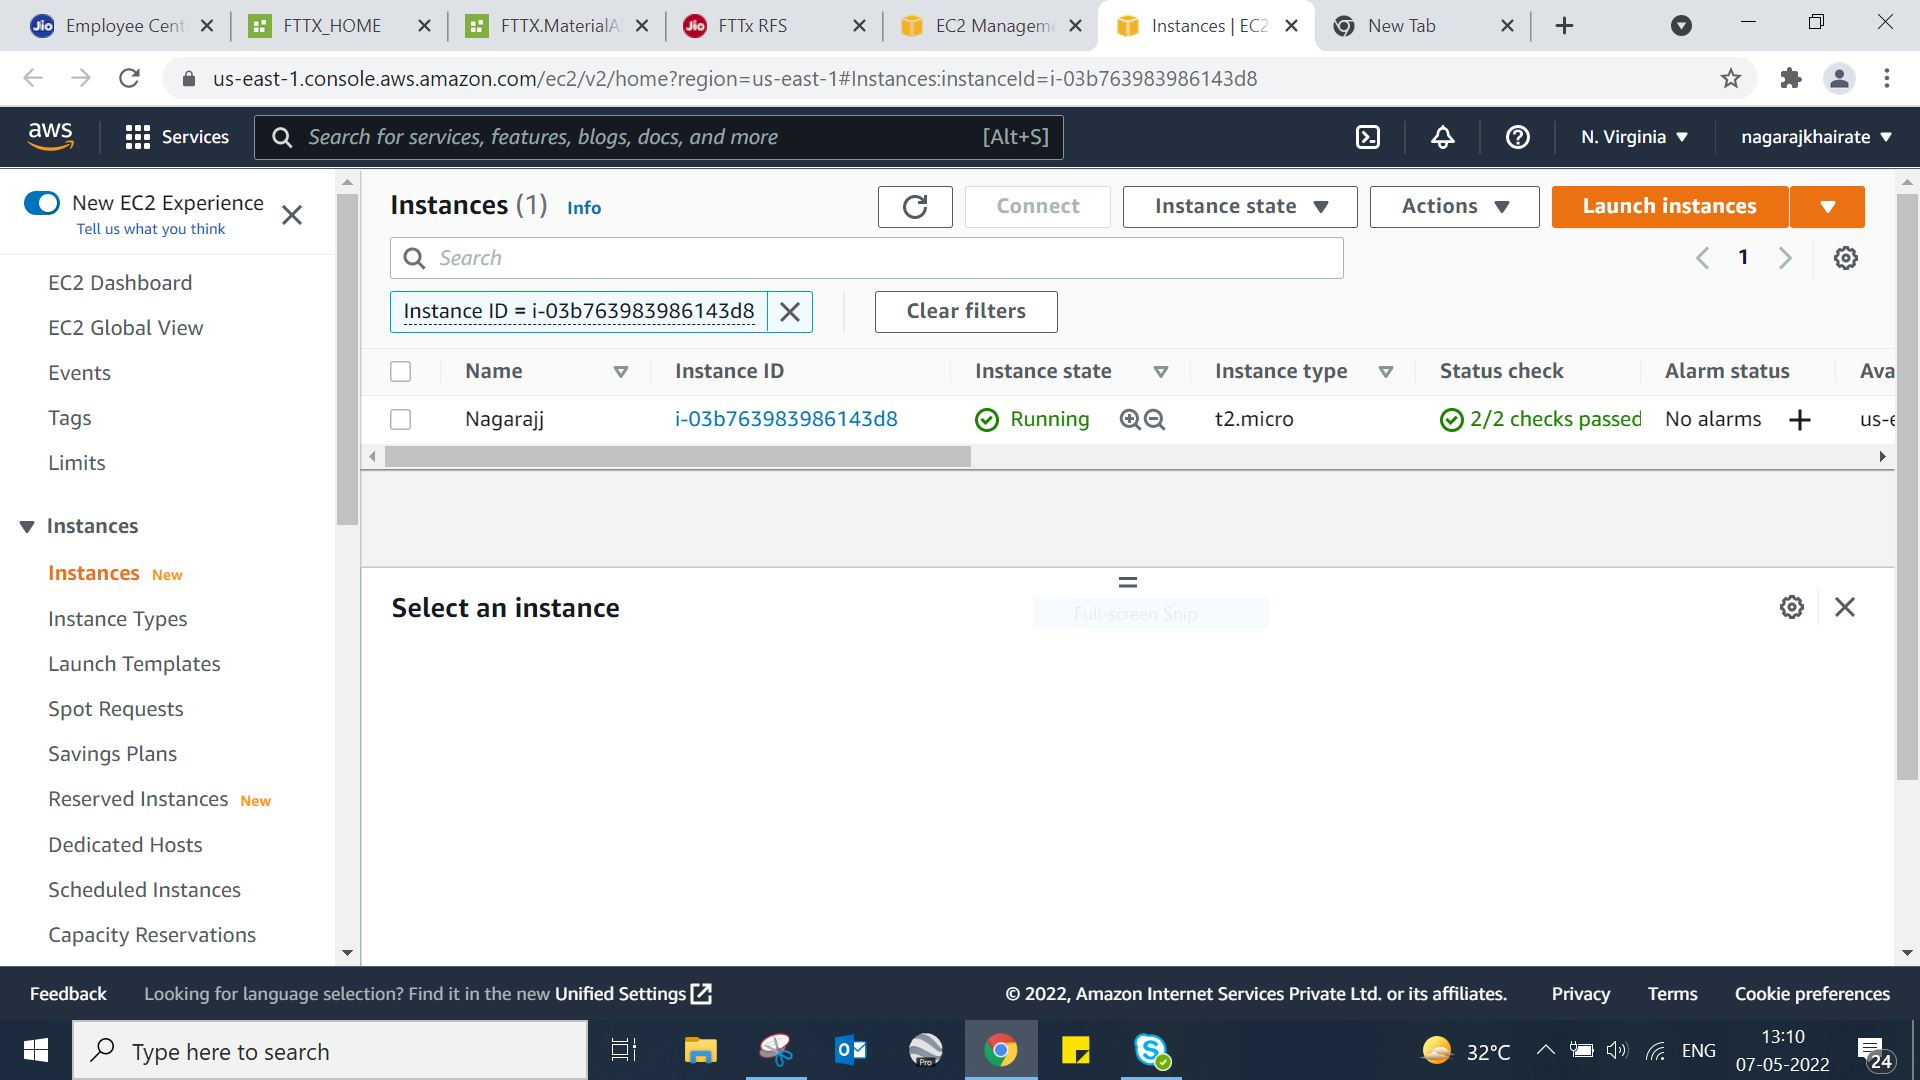 Employee Cent
FTTX_HOME
FTTX.MaterialA
FTTx RFS
EC2 Manageme
Instances | EC2
New Tab
us-east-1.console.aws.amazon.com/ec2/v2/home?region=us-east-1#Instances:instanceId=i-03b763983986143d8
aws
Services
Search for services, features, blogs, docs, and more
[Alt+S]
N. Virginia
nagarajkhairate
New EC2 Experience
Tell us what you think
EC2 Dashboard
EC2 Global View
Events
Tags
Limits
Instances
Instances New
Instance Types
Launch Templates
Spot Requests
Savings Plans
Reserved Instances New
Dedicated Hosts
Scheduled Instances
Capacity Reservations
Instances (1) Info
Connect
Instance state
Actions
Launch instances
Search
1
Instance ID = i-03b763983986143d8
Clear filters
Name Instance ID Instance state Instance type Status check Alarm status Ava
Nagarajj i-03b763983986143d8 Running t2.micro 2/2 checks passed No alarms + us-e
Select an instance
Full-screen Snip
Feedback
Looking for language selection? Find it in the new Unified Settings
© 2022, Amazon Internet Services Private Ltd. or its affiliates.
Privacy
Terms
Cookie preferences
Type here to search
Pro
32°C
ENG
13:10
07-05-2022
24